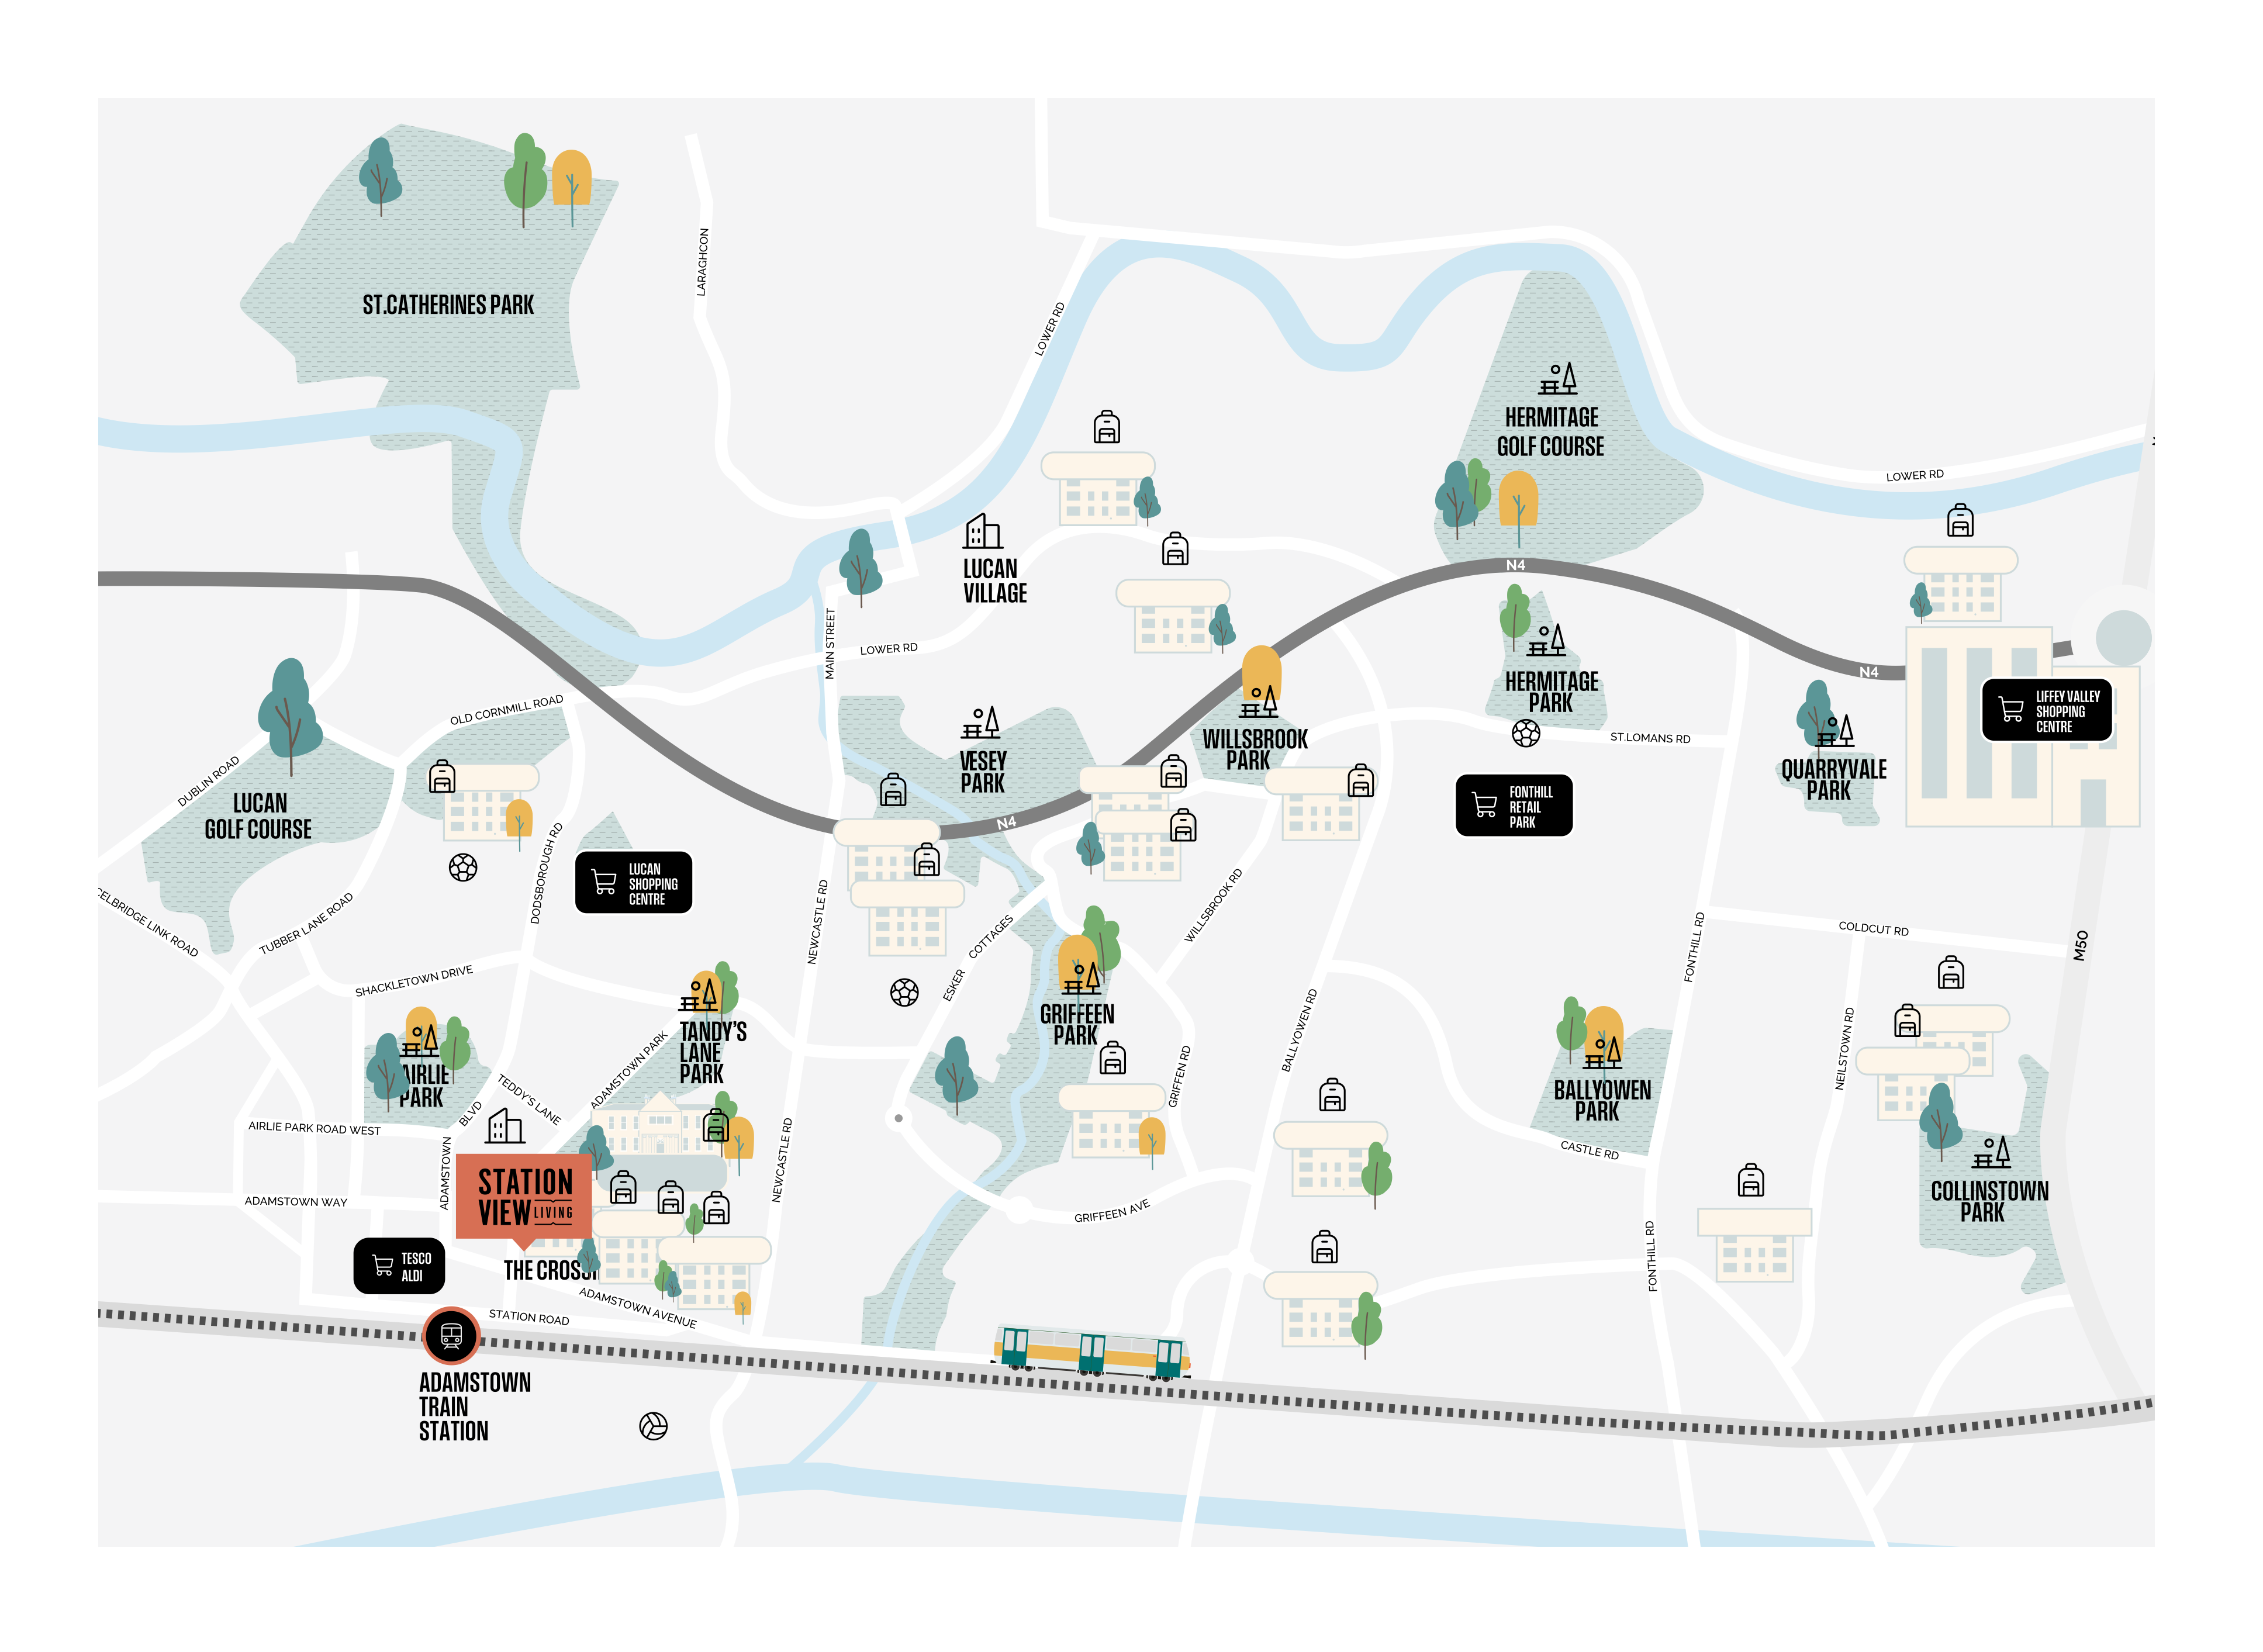 ST.CATHERINES PARK
LARAGHCON
LOWER RD
HERMITAGE
GOLF COURSE
LOWER RD
LUCAN
VILLAGE
N4
MAIN STREET
LOWER RD
HERMITAGE
PARK
N4
LIFFEY VALLEY
SHOPPING
CENTRE
OLD CORNMILL ROAD
VESEY
PARK
WILLSBROOK
PARK
ST.LOMANS RD
QUARRYVALE
PARK
DUBLIN ROAD
LUCAN
GOLF COURSE
N4
FONTHILL
RETAIL
PARK
DODSBOROUGH RD
LUCAN
SHOPPING
CENTRE
NEWCASTLE RD
WILLSBROOK RD
CELBRIDGE LINK ROAD
TUBBER LANE ROAD
ESKER COTTAGES
FONTHILL RD
COLDCUT RD
M50
SHACKLETOWN DRIVE
TANDY'S
LANE
PARK
GRIFFEEN
PARK
BALLYOWEN RD
NEILSTOWN RD
AIRLIE
PARK
TEDDY'S LANE
ADAMSTOWN PARK
GRIFFEN RD
BALLYOWEN
PARK
CASTLE RD
AIRLIE PARK ROAD WEST
ADAMSTOWN BLVD
NEWCASTLE RD
STATION
VIEW LIVING
ADAMSTOWN WAY
GRIFFEEN AVE
COLLINSTOWN
PARK
FONTHILL RD
TESCO
ALDI
THE CROSSI
ADAMSTOWN AVENUE
STATION ROAD
ADAMSTOWN
TRAIN
STATION